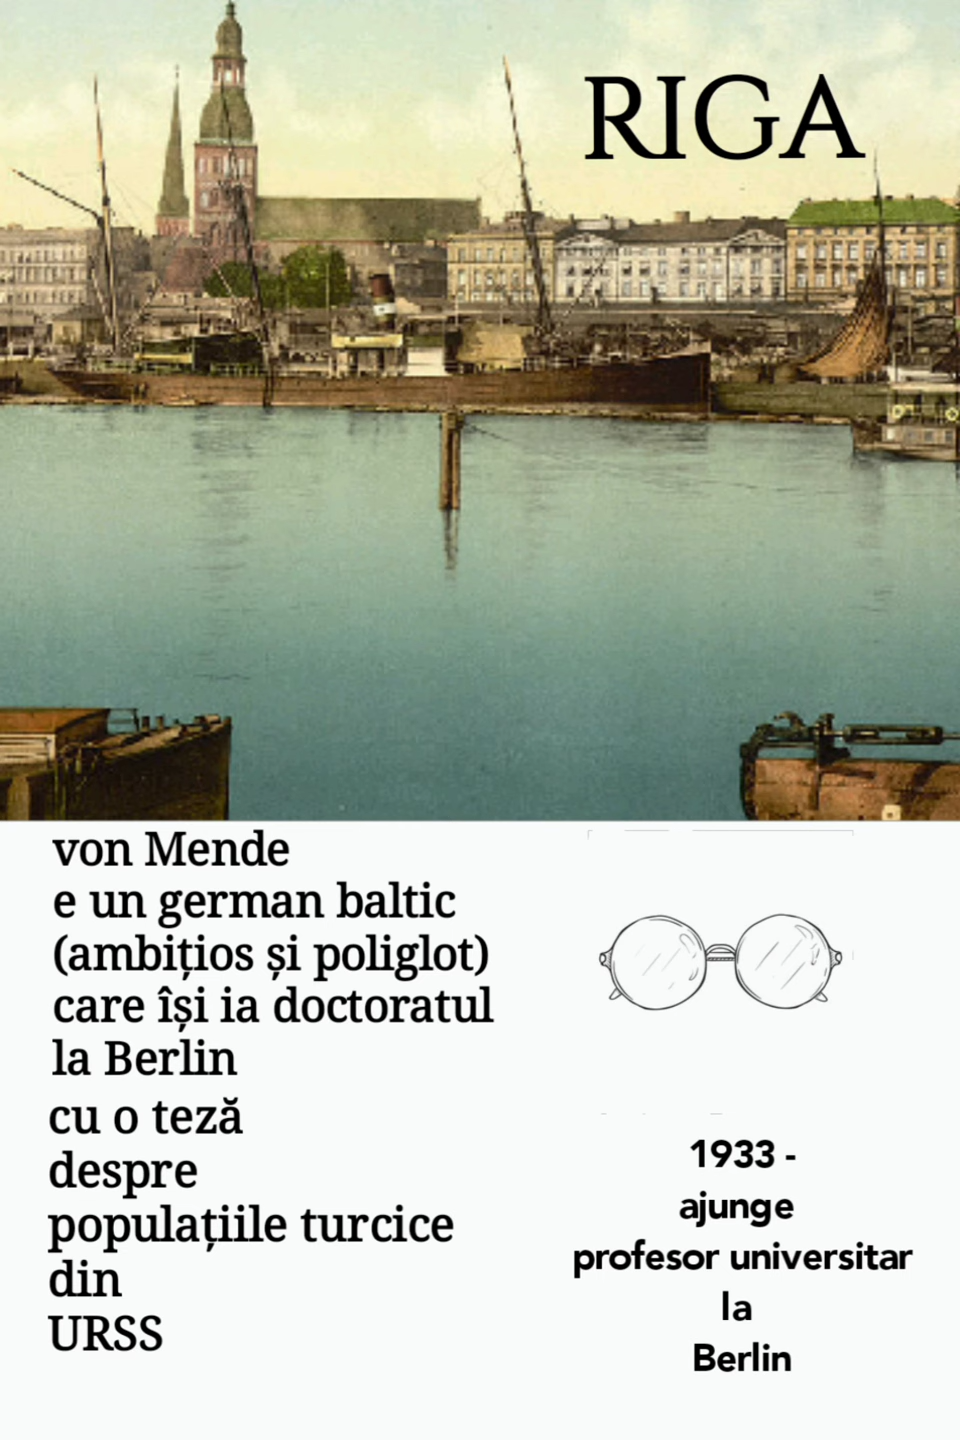 RIGA
von Mende
e un german baltic
(ambițios și poliglot)
care își ia doctoratul
la Berlin
cu o teză
despre
populațiile turcice
din
URSS
1933 -
ajunge
profesor universitar
la
Berlin